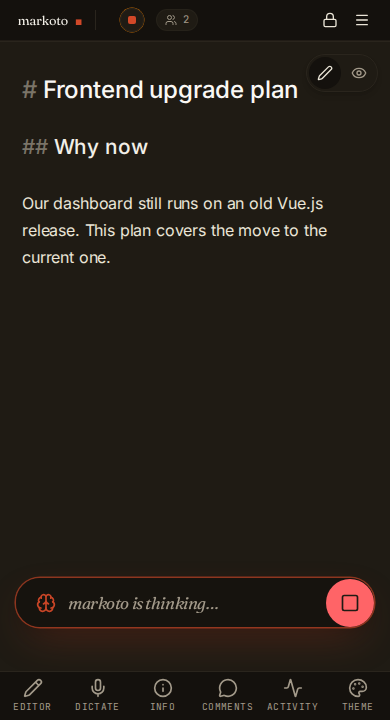 markoto
2
# Frontend upgrade plan
## Why now
Our dashboard still runs on an old Vue.js
release. This plan covers the move to the
current one.
markoto is thinking...
EDITOR DICTATE INFO COMMENTS ACTIVITY THEME